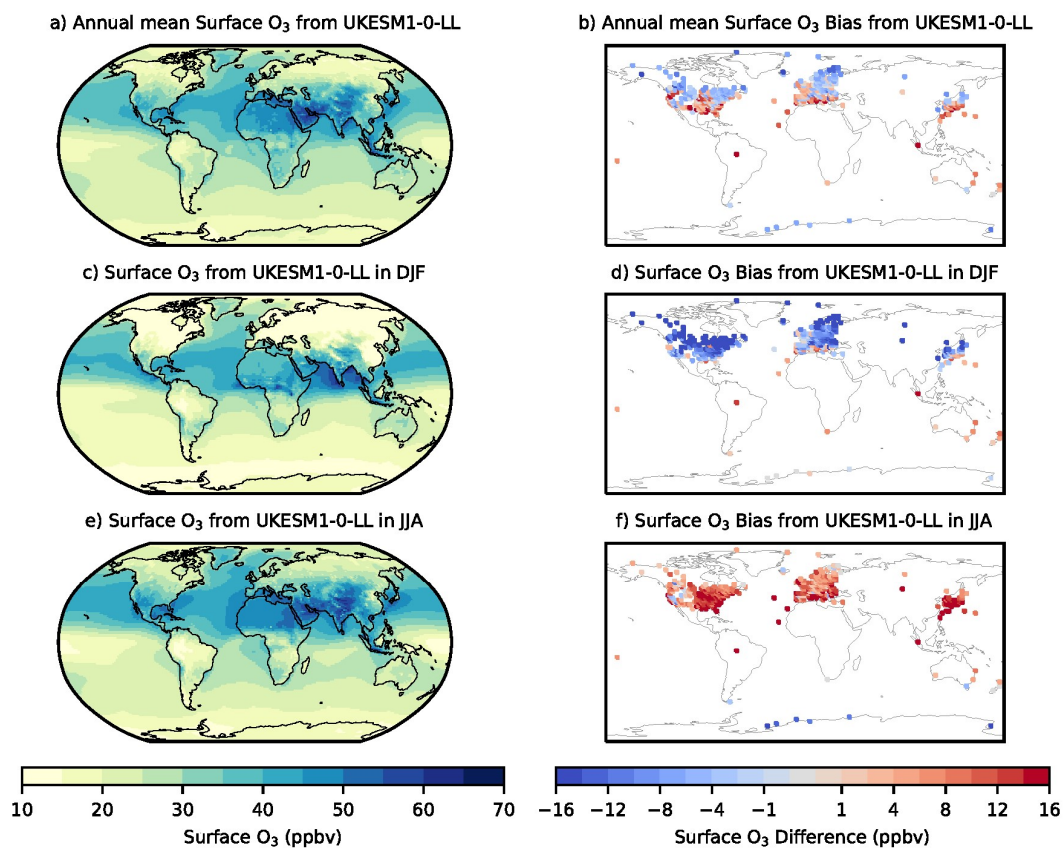 a) Annual mean Surface O₃ from UKESM1-0-LL
b) Annual mean Surface O₃ Bias from UKESM1-0-LL
c) Surface O₃ from UKESM1-0-LL in DJF
d) Surface O₃ Bias from UKESM1-0-LL in DJF
e) Surface O₃ from UKESM1-0-LL in JJA
f) Surface O₃ Bias from UKESM1-0-LL in JJA
10 20 30 40 50 60 70
Surface O₃ (ppbv)
−16 −12 −8 −4 −1 1 4 8 12 16
Surface O₃ Difference (ppbv)